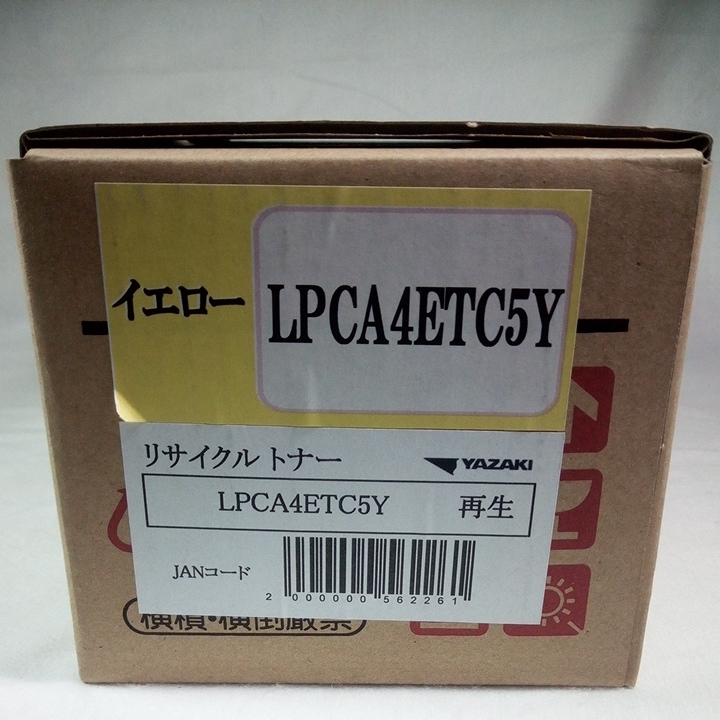 イエロー LPCA4ETC5Y
リサイクル トナー YAZAKI
LPCA4ETC5Y 再生
JANコード
2 000000 562261
横積・横倒厳禁